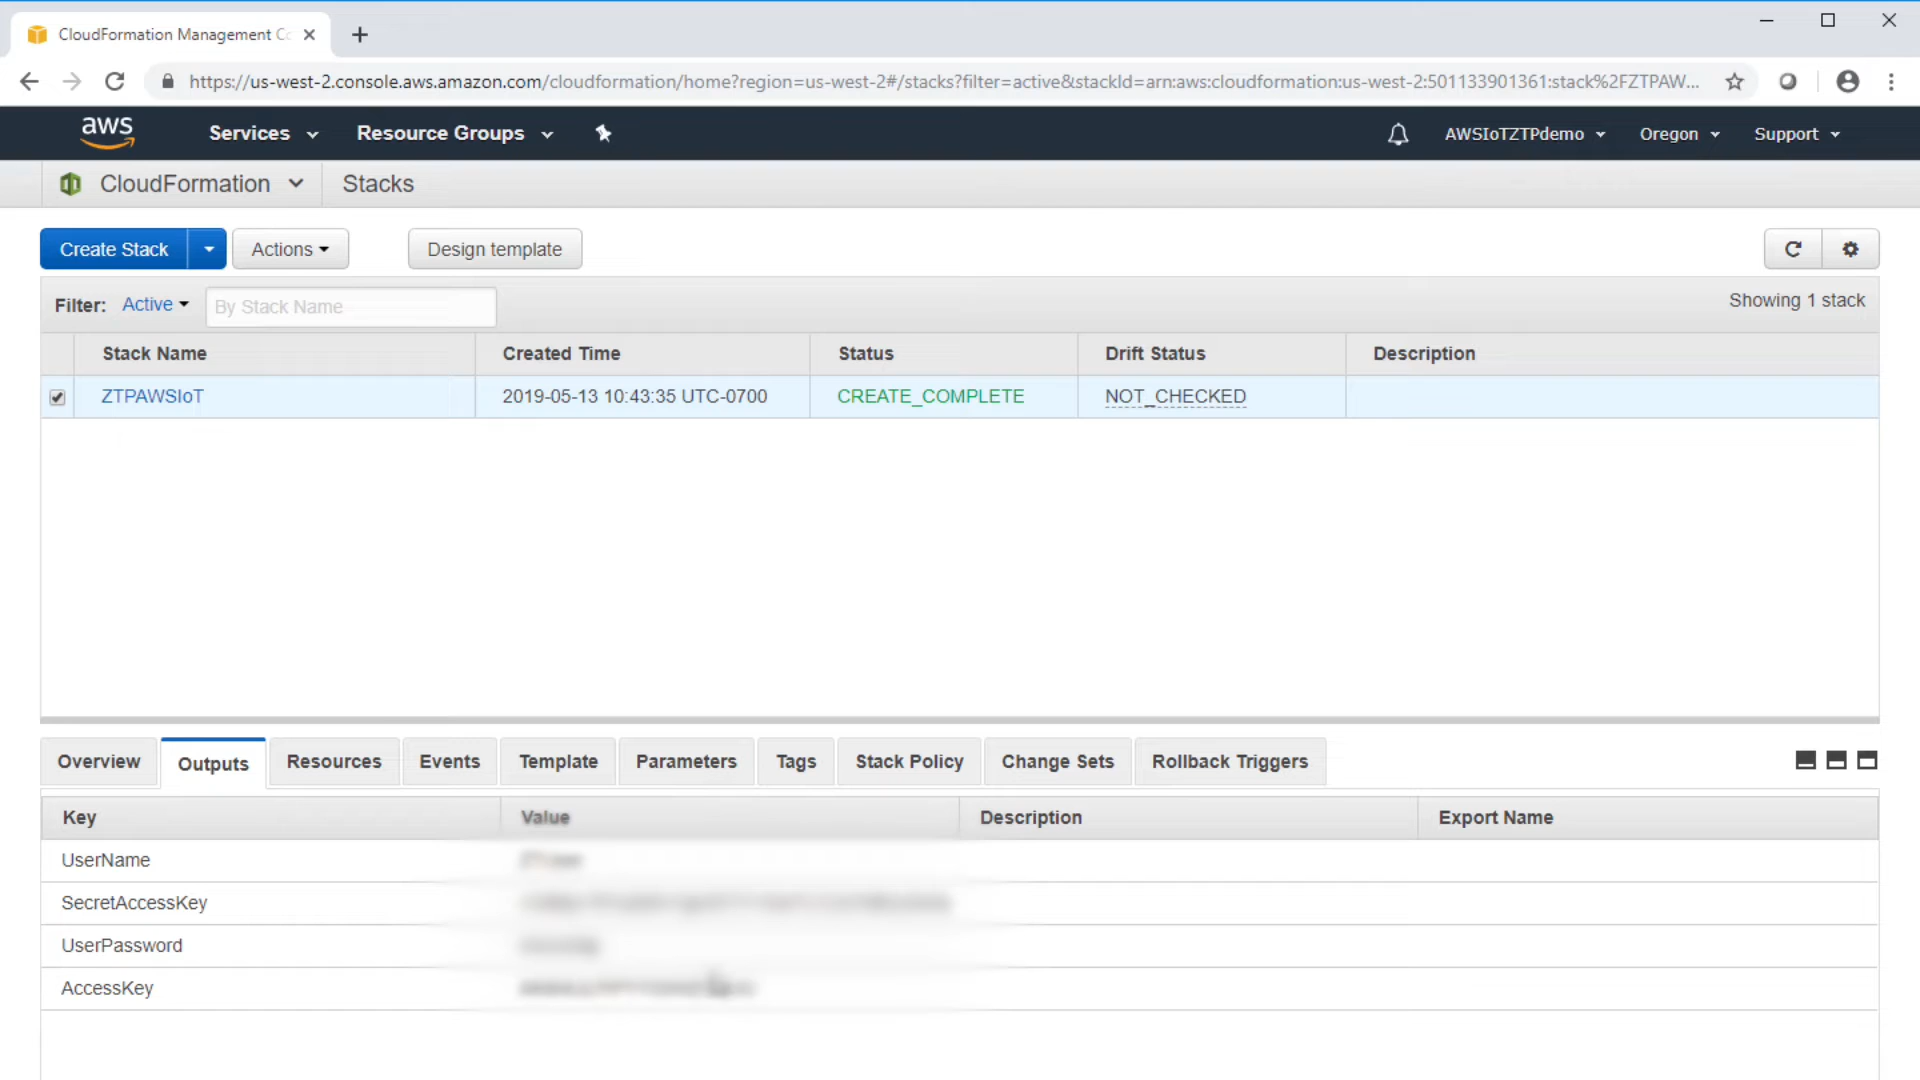 CloudFormation Management Co
https://us-west-2.console.aws.amazon.com/cloudformation/home?region=us-west-2#/stacks?filter=active&stackId=arn:aws:cloudformation:us-west-2:501133901361:stack%2FZTPAW...
aws Services Resource Groups AWSIoTZTPdemo Oregon Support
CloudFormation Stacks
Create Stack Actions Design template
Filter: Active By Stack Name Showing 1 stack
Stack Name Created Time Status Drift Status Description
ZTPAWSIoT 2019-05-13 10:43:35 UTC-0700 CREATE_COMPLETE NOT_CHECKED
Overview Outputs Resources Events Template Parameters Tags Stack Policy Change Sets Rollback Triggers
Key Value Description Export Name
UserName
SecretAccessKey
UserPassword
AccessKey